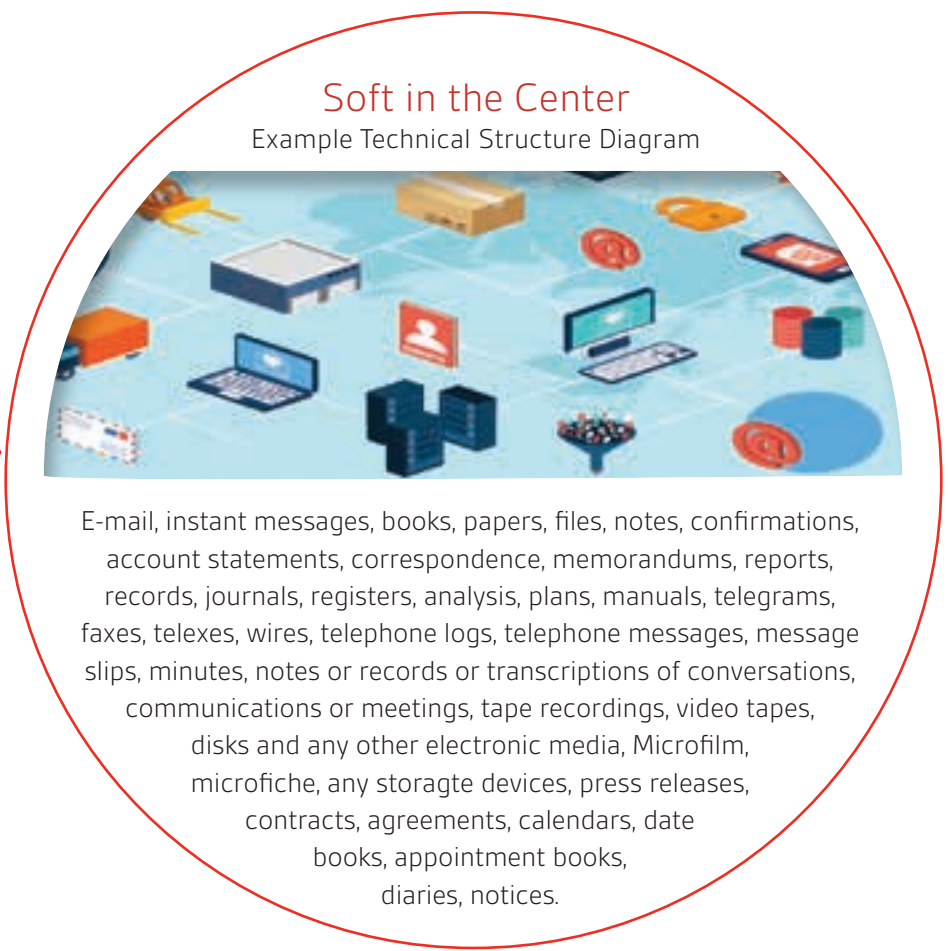 Soft in the Center
Example Technical Structure Diagram
E-mail, instant messages, books, papers, files, notes, confirmations,
account statements, correspondence, memorandums, reports,
records, journals, registers, analysis, plans, manuals, telegrams,
faxes, telexes, wires, telephone logs, telephone messages, message
slips, minutes, notes or records or transcriptions of conversations,
communications or meetings, tape recordings, video tapes,
disks and any other electronic media, Microfilm,
microfiche, any storagte devices, press releases,
contracts, agreements, calendars, date
books, appointment books,
diaries, notices.